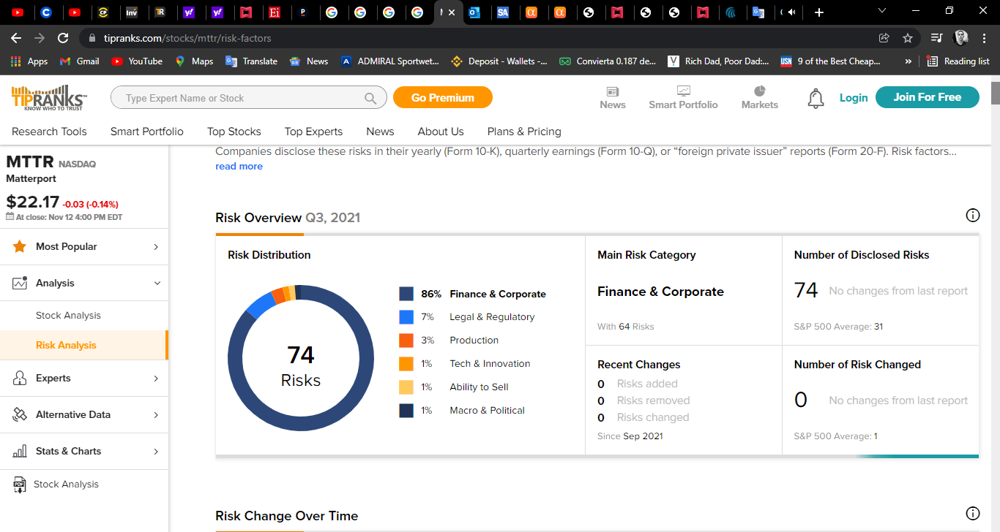 tipranks.com/stocks/mttr/risk-factors
Apps Gmail YouTube Maps Translate News ADMIRAL Sportwet... Deposit - Wallets -... Convierta 0.187 de... Rich Dad, Poor Dad:... USN 9 of the Best Cheap... » Reading list
TIPRANKS
KNOW WHO TO TRUST
Type Expert Name or Stock
Go Premium
News Smart Portfolio Markets
Login Join For Free
Research Tools Smart Portfolio Top Stocks Top Experts News About Us Plans & Pricing
MTTR NASDAQ
Matterport
$22.17 -0.03 (-0.14%)
At close: Nov 12 4:00 PM EDT
Most Popular
Analysis
Stock Analysis
Risk Analysis
Experts
Alternative Data
Stats & Charts
PDF Stock Analysis
Companies disclose these risks in their yearly (Form 10-K), quarterly earnings (Form 10-Q), or “foreign private issuer” reports (Form 20-F). Risk factors...
read more
Risk Overview Q3, 2021
Risk Distribution
74
Risks
86% Finance & Corporate
7% Legal & Regulatory
3% Production
1% Tech & Innovation
1% Ability to Sell
1% Macro & Political
Main Risk Category
Finance & Corporate
With 64 Risks
Number of Disclosed Risks
74 No changes from last report
S&P 500 Average: 31
Recent Changes
0 Risks added
0 Risks removed
0 Risks changed
Since Sep 2021
Number of Risk Changed
0 No changes from last report
S&P 500 Average: 1
Risk Change Over Time